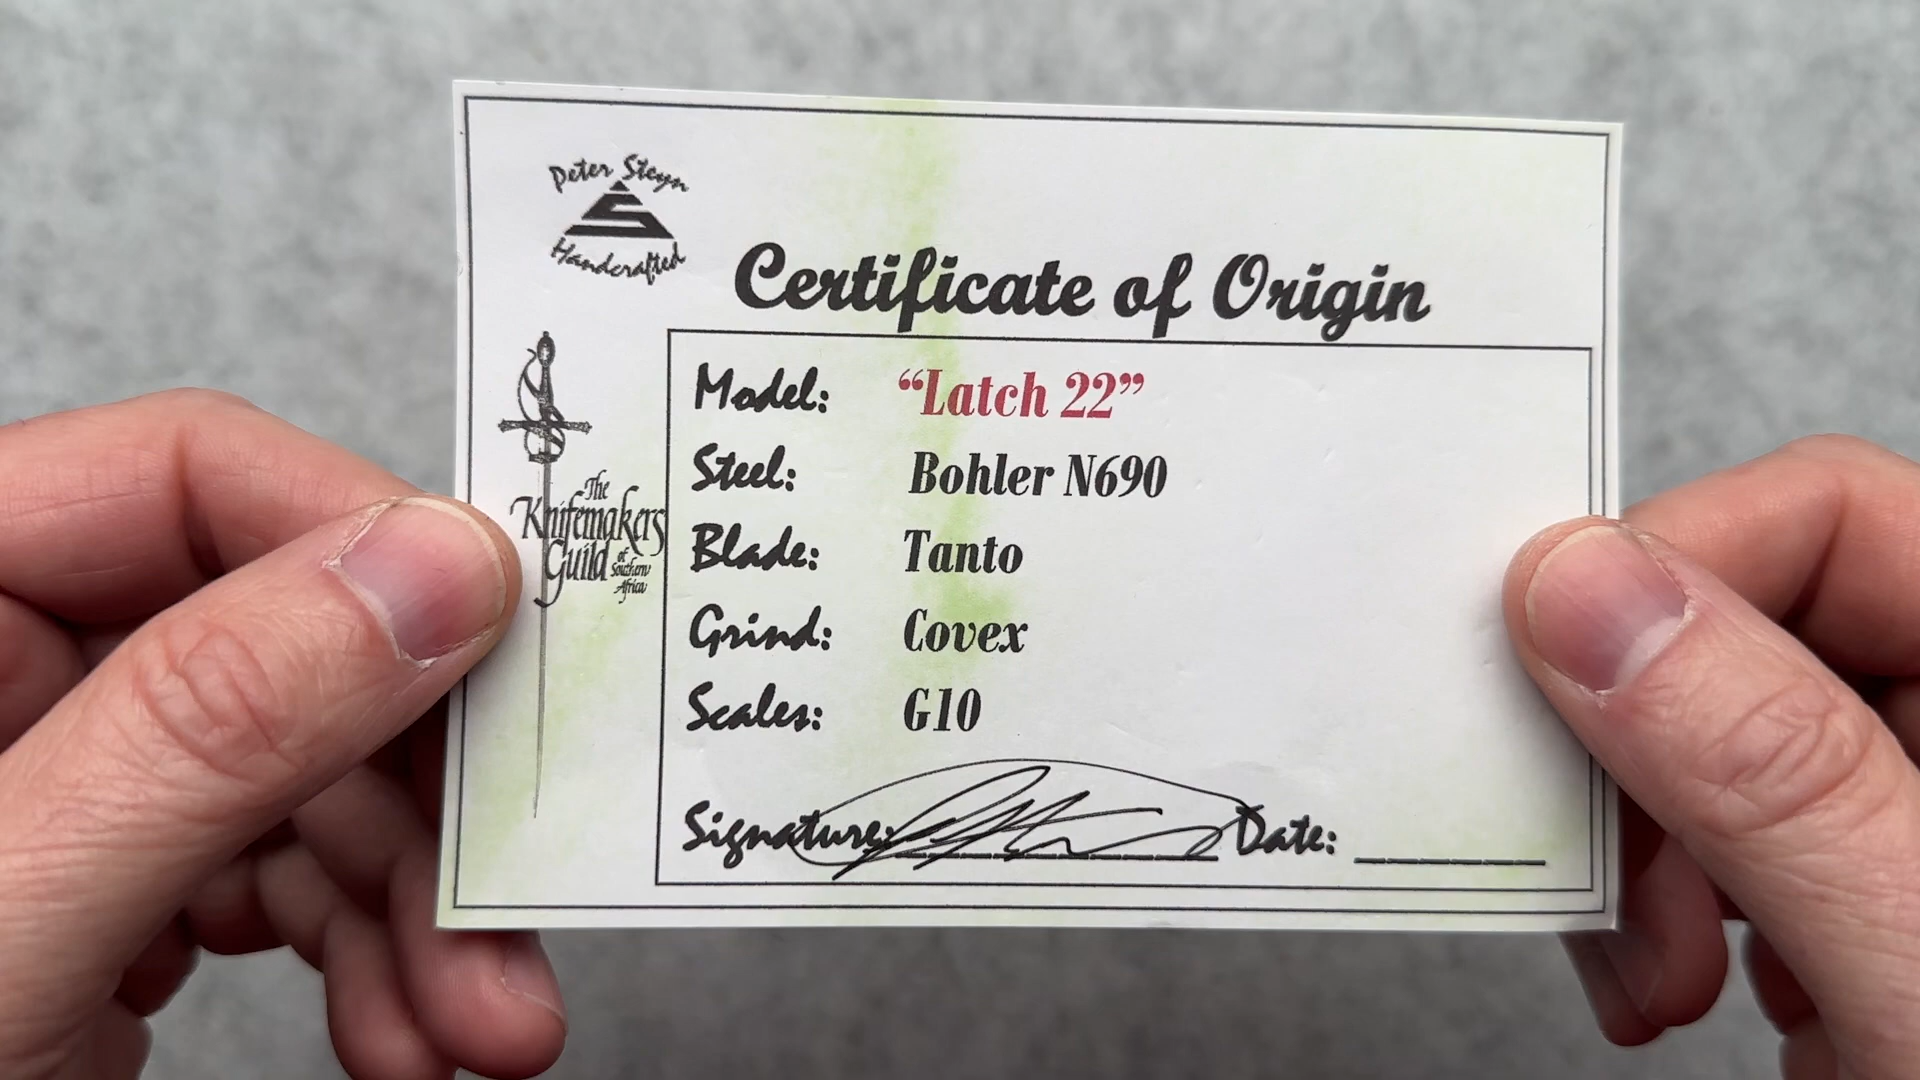 Peter Steyn
Handcrafted
Certificate of Origin
The
Knifemakers
Guild of
Southern
Africa
Model: “Latch 22”
Steel: Bohler N690
Blade: Tanto
Grind: Covex
Scales: G10
Signature: Date: